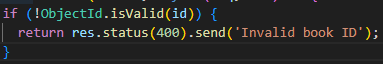 if (!ObjectId.isValid(id)) {
  return res.status(400).send('Invalid book ID');
}